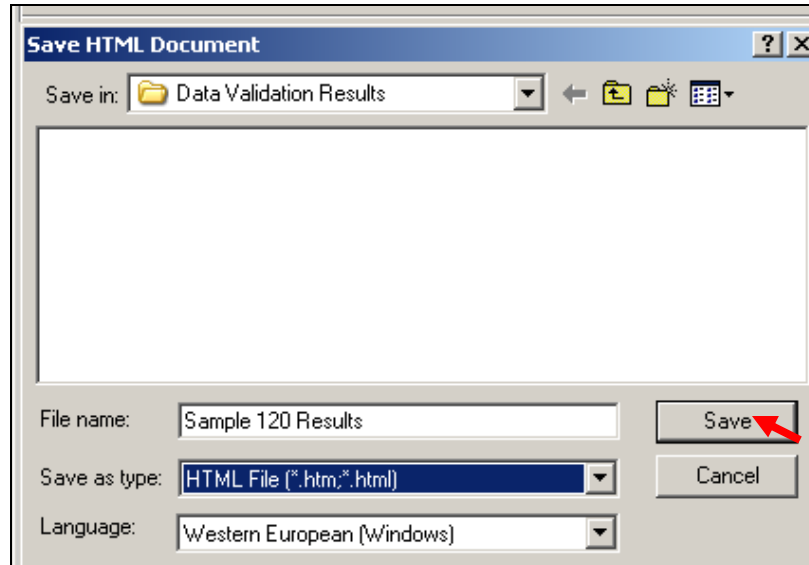 Save HTML Document
Save in: Data Validation Results
File name: Sample 120 Results Save
Save as type: HTML File (*.htm;*.html) Cancel
Language: Western European (Windows)